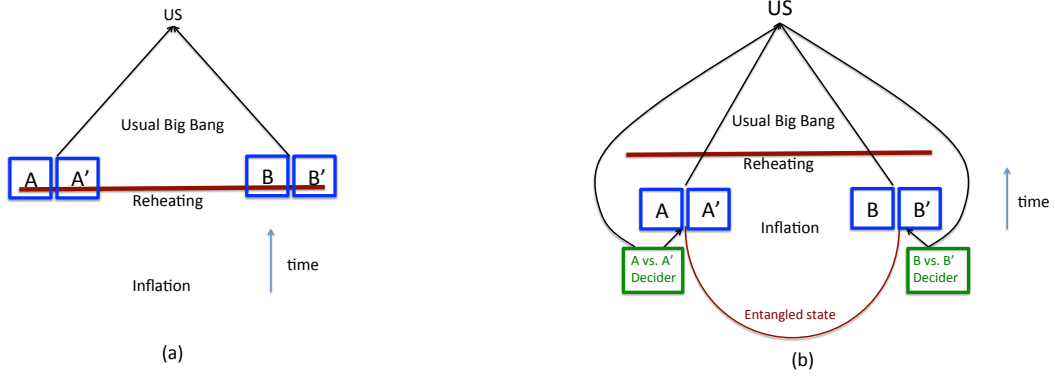 US
Usual Big Bang
A
A'
B
B'
Reheating
time
Inflation
(a)
US
Usual Big Bang
Reheating
A
A'
B
B'
time
Inflation
A vs. A'
Decider
B vs. B'
Decider
Entangled state
(b)